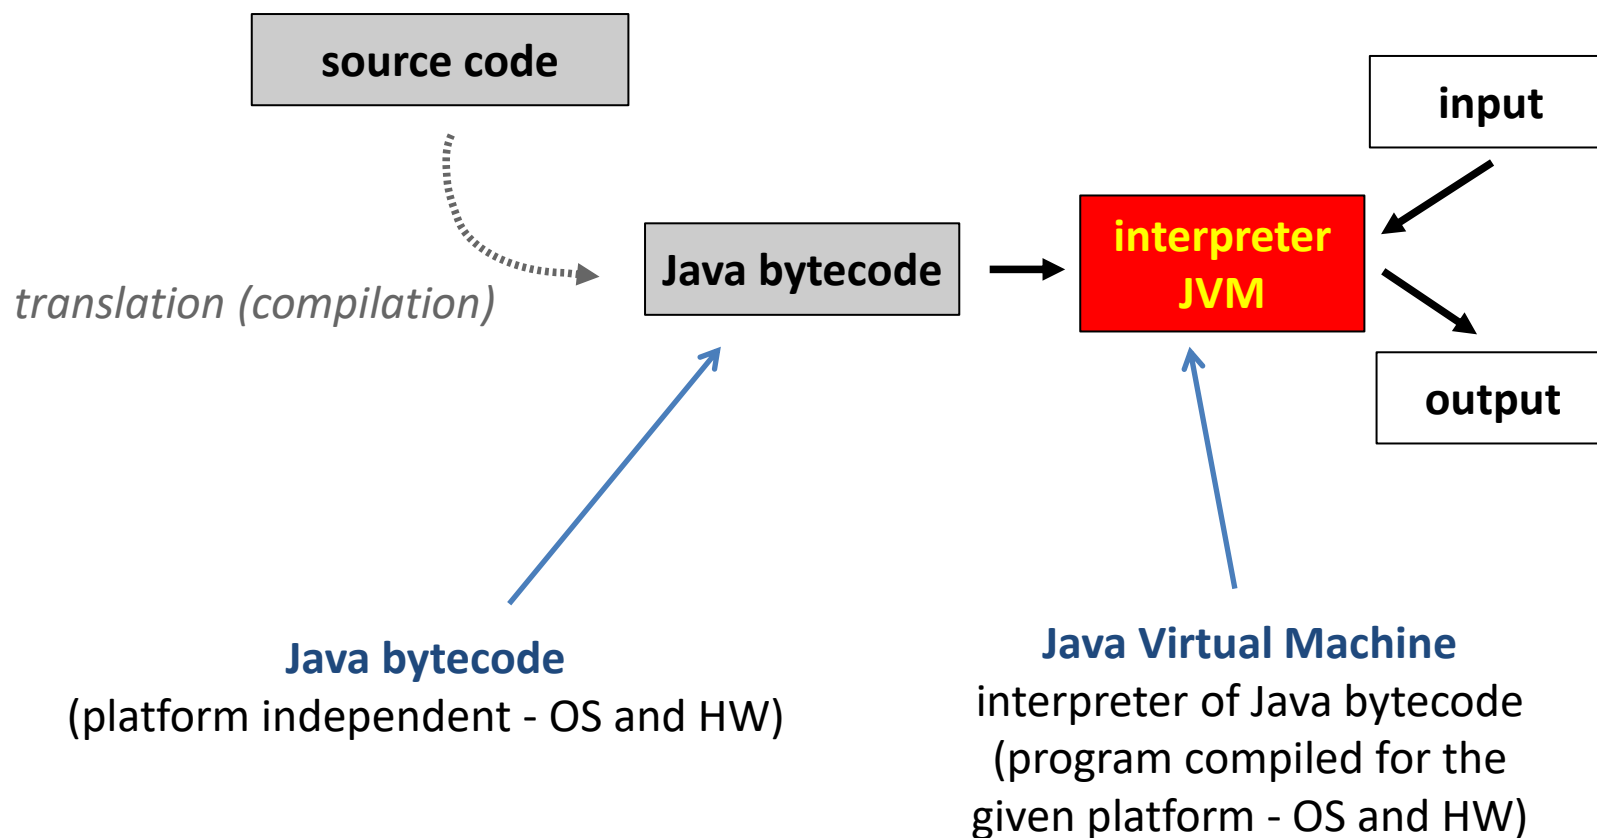 source code
input
interpreter
JVM
Java bytecode
translation (compilation)
output
Java bytecode
(platform independent - OS and HW)
Java Virtual Machine
interpreter of Java bytecode
(program compiled for the
given platform - OS and HW)